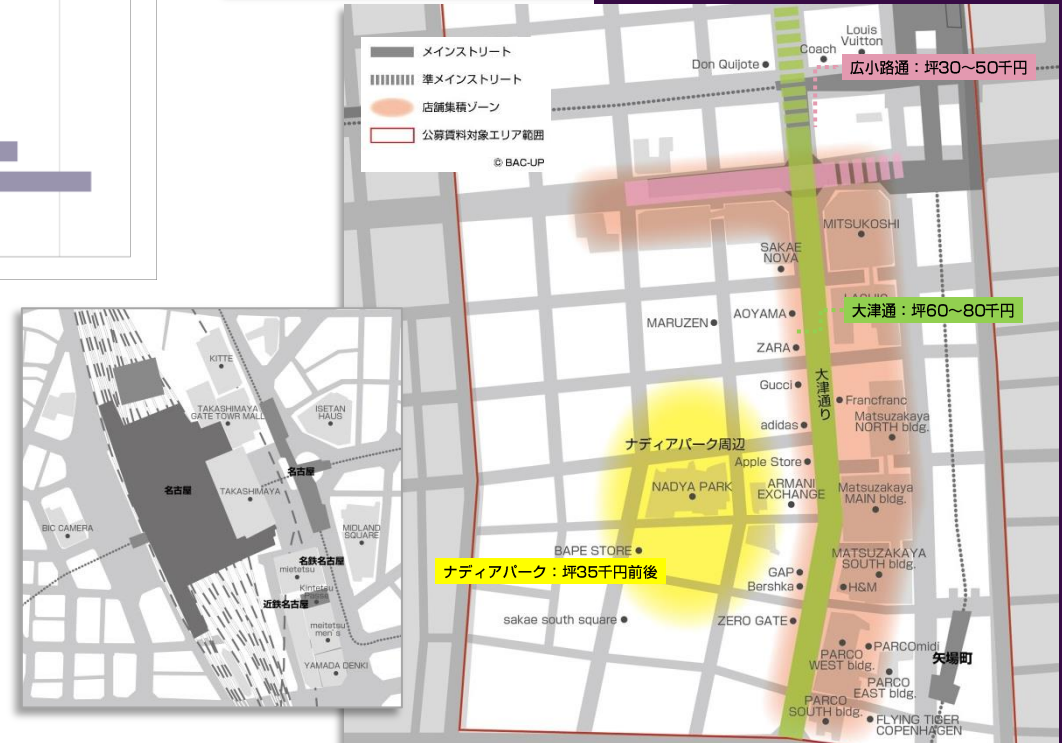 メインストリート
準メインストリート
店舗集積ゾーン
公募賃料対象エリア範囲
© BAC-UP
Louis
Vuitton
Coach
Don Quijote
広小路通：坪30～50千円
MITSUKOSHI
SAKAE
NOVA
LACHIC
AOYAMA
大津通：坪60～80千円
MARUZEN
ZARA
大津通り
Gucci
Francfranc
adidas
Matsuzakaya
NORTH bldg.
ナディアパーク周辺
Apple Store
NADYA PARK
ARMANI
EXCHANGE
Matsuzakaya
MAIN bldg.
BAPE STORE
ナディアパーク：坪35千円前後
MATSUZAKAYA
SOUTH bldg.
GAP
Bershka
H&M
sakae south square
ZERO GATE
PARCOmidi
PARCO
WEST bldg.
矢場町
PARCO
EAST bldg.
PARCO
SOUTH bldg.
FLYING TIGER
COPENHAGEN
KITTE
TAKASHIMAYA
GATE TOWR MALL
ISETAN
HAUS
名古屋
名古屋
TAKASHIMAYA
BIC CAMERA
MIDLAND
SQUARE
名鉄名古屋
mietetsu
Kintetsu
近鉄名古屋
meitetsu
men's
YAMADA DENKI